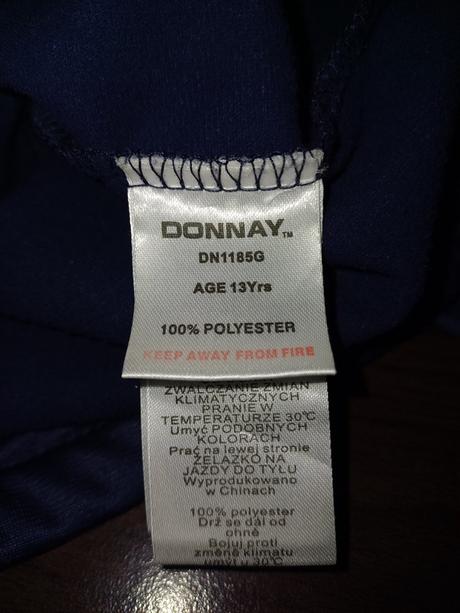 DONNAY™
DN1185G
AGE 13Yrs
100% POLYESTER
KEEP AWAY FROM FIRE
ZWALCZANIE ZMIAN
KLIMATYCZNYCH
PRANIE W
TEMPERATURZE 30°C
Umyć PODOBNYCH
KOLORACH
Prać na lewej stronie
ŻELAZKO NA
JAZDY DO TYŁU
Wyprodukowano
w Chinach
100% polyester
Drž se dál od
ohně
Bojuj proti
změně klimatu
umýt v 30°C